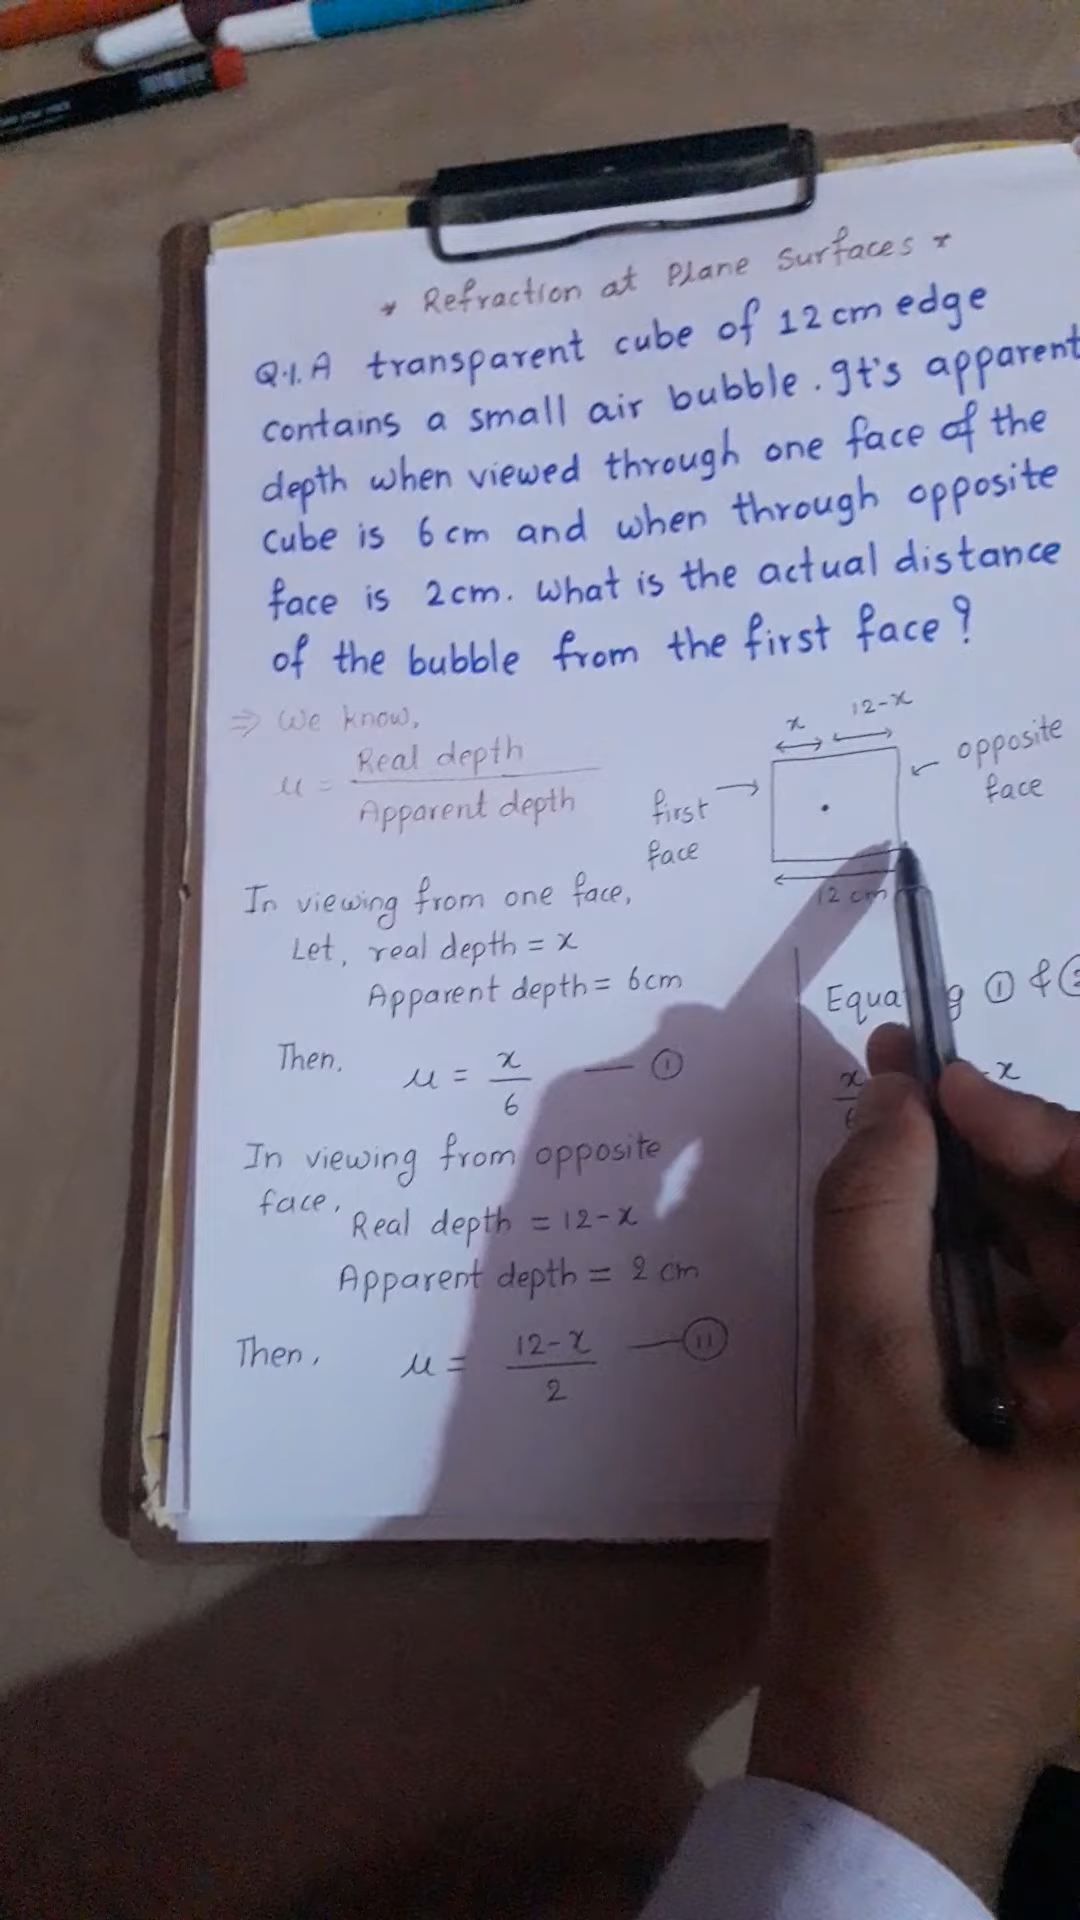 * Refraction at Plane Surfaces *
Q.1. A transparent cube of 12 cm edge
contains a small air bubble. It's apparent
depth when viewed through one face of the
cube is 6 cm and when through opposite
face is 2cm. What is the actual distance
of the bubble from the first face?
⇒ We know,
μ = Real depth / Apparent depth
x 12-x
first face
opposite face
12 cm
In viewing from one face,
Let, real depth = x
Apparent depth = 6cm
Then, μ = x/6 — ①
In viewing from opposite
face,
Real depth = 12-x
Apparent depth = 2 cm
Then, μ = (12-x)/2 — ⑪
① &
x
-x